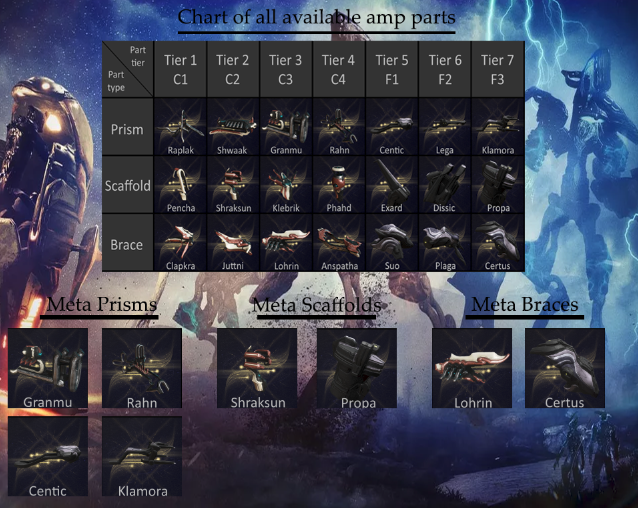 Chart of all available amp parts
Part tier
Part type
Tier 1 C1
Tier 2 C2
Tier 3 C3
Tier 4 C4
Tier 5 F1
Tier 6 F2
Tier 7 F3
Prism
Raplak
Shwaak
Granmu
Rahn
Centic
Lega
Klamora
Scaffold
Pencha
Shraksun
Klebrik
Phahd
Exard
Dissic
Propa
Brace
Clapkra
Juttni
Lohrin
Anspatha
Suo
Plaga
Certus
Meta Prisms
Meta Scaffolds
Meta Braces
Granmu
Rahn
Shraksun
Propa
Lohrin
Certus
Centic
Klamora